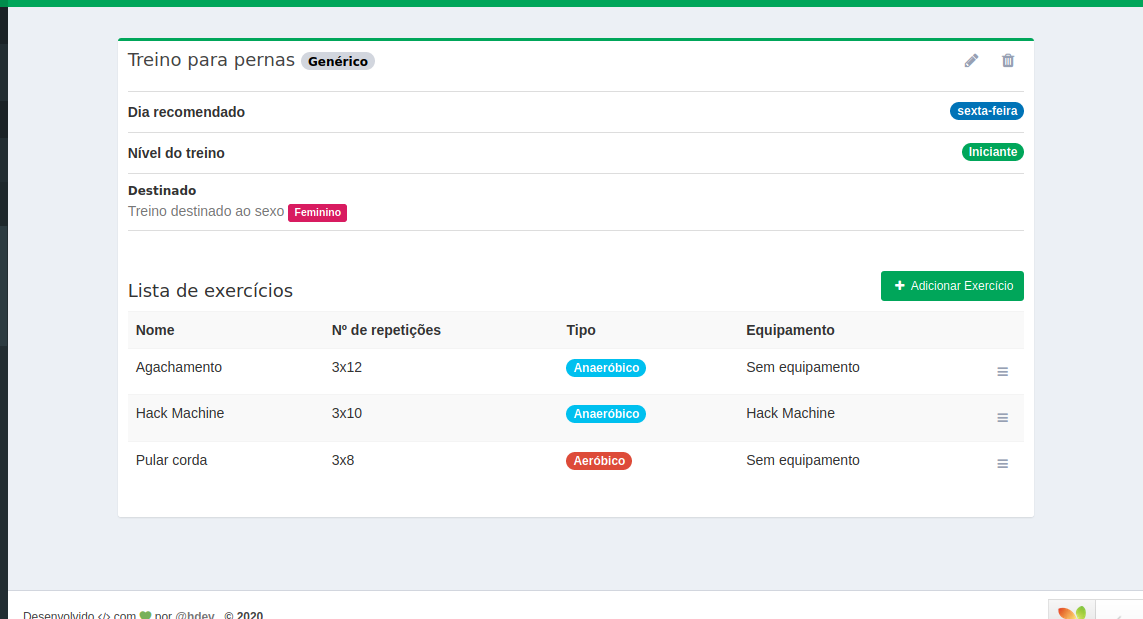 Treino para pernas Genérico
Dia recomendado sexta-feira
Nível do treino Iniciante
Destinado
Treino destinado ao sexo Feminino
Lista de exercícios + Adicionar Exercício
Nome Nº de repetições Tipo Equipamento
Agachamento 3x12 Anaeróbico Sem equipamento
Hack Machine 3x10 Anaeróbico Hack Machine
Pular corda 3x8 Aeróbico Sem equipamento
Desenvolvido </> com 💚 por @hdev. © 2020